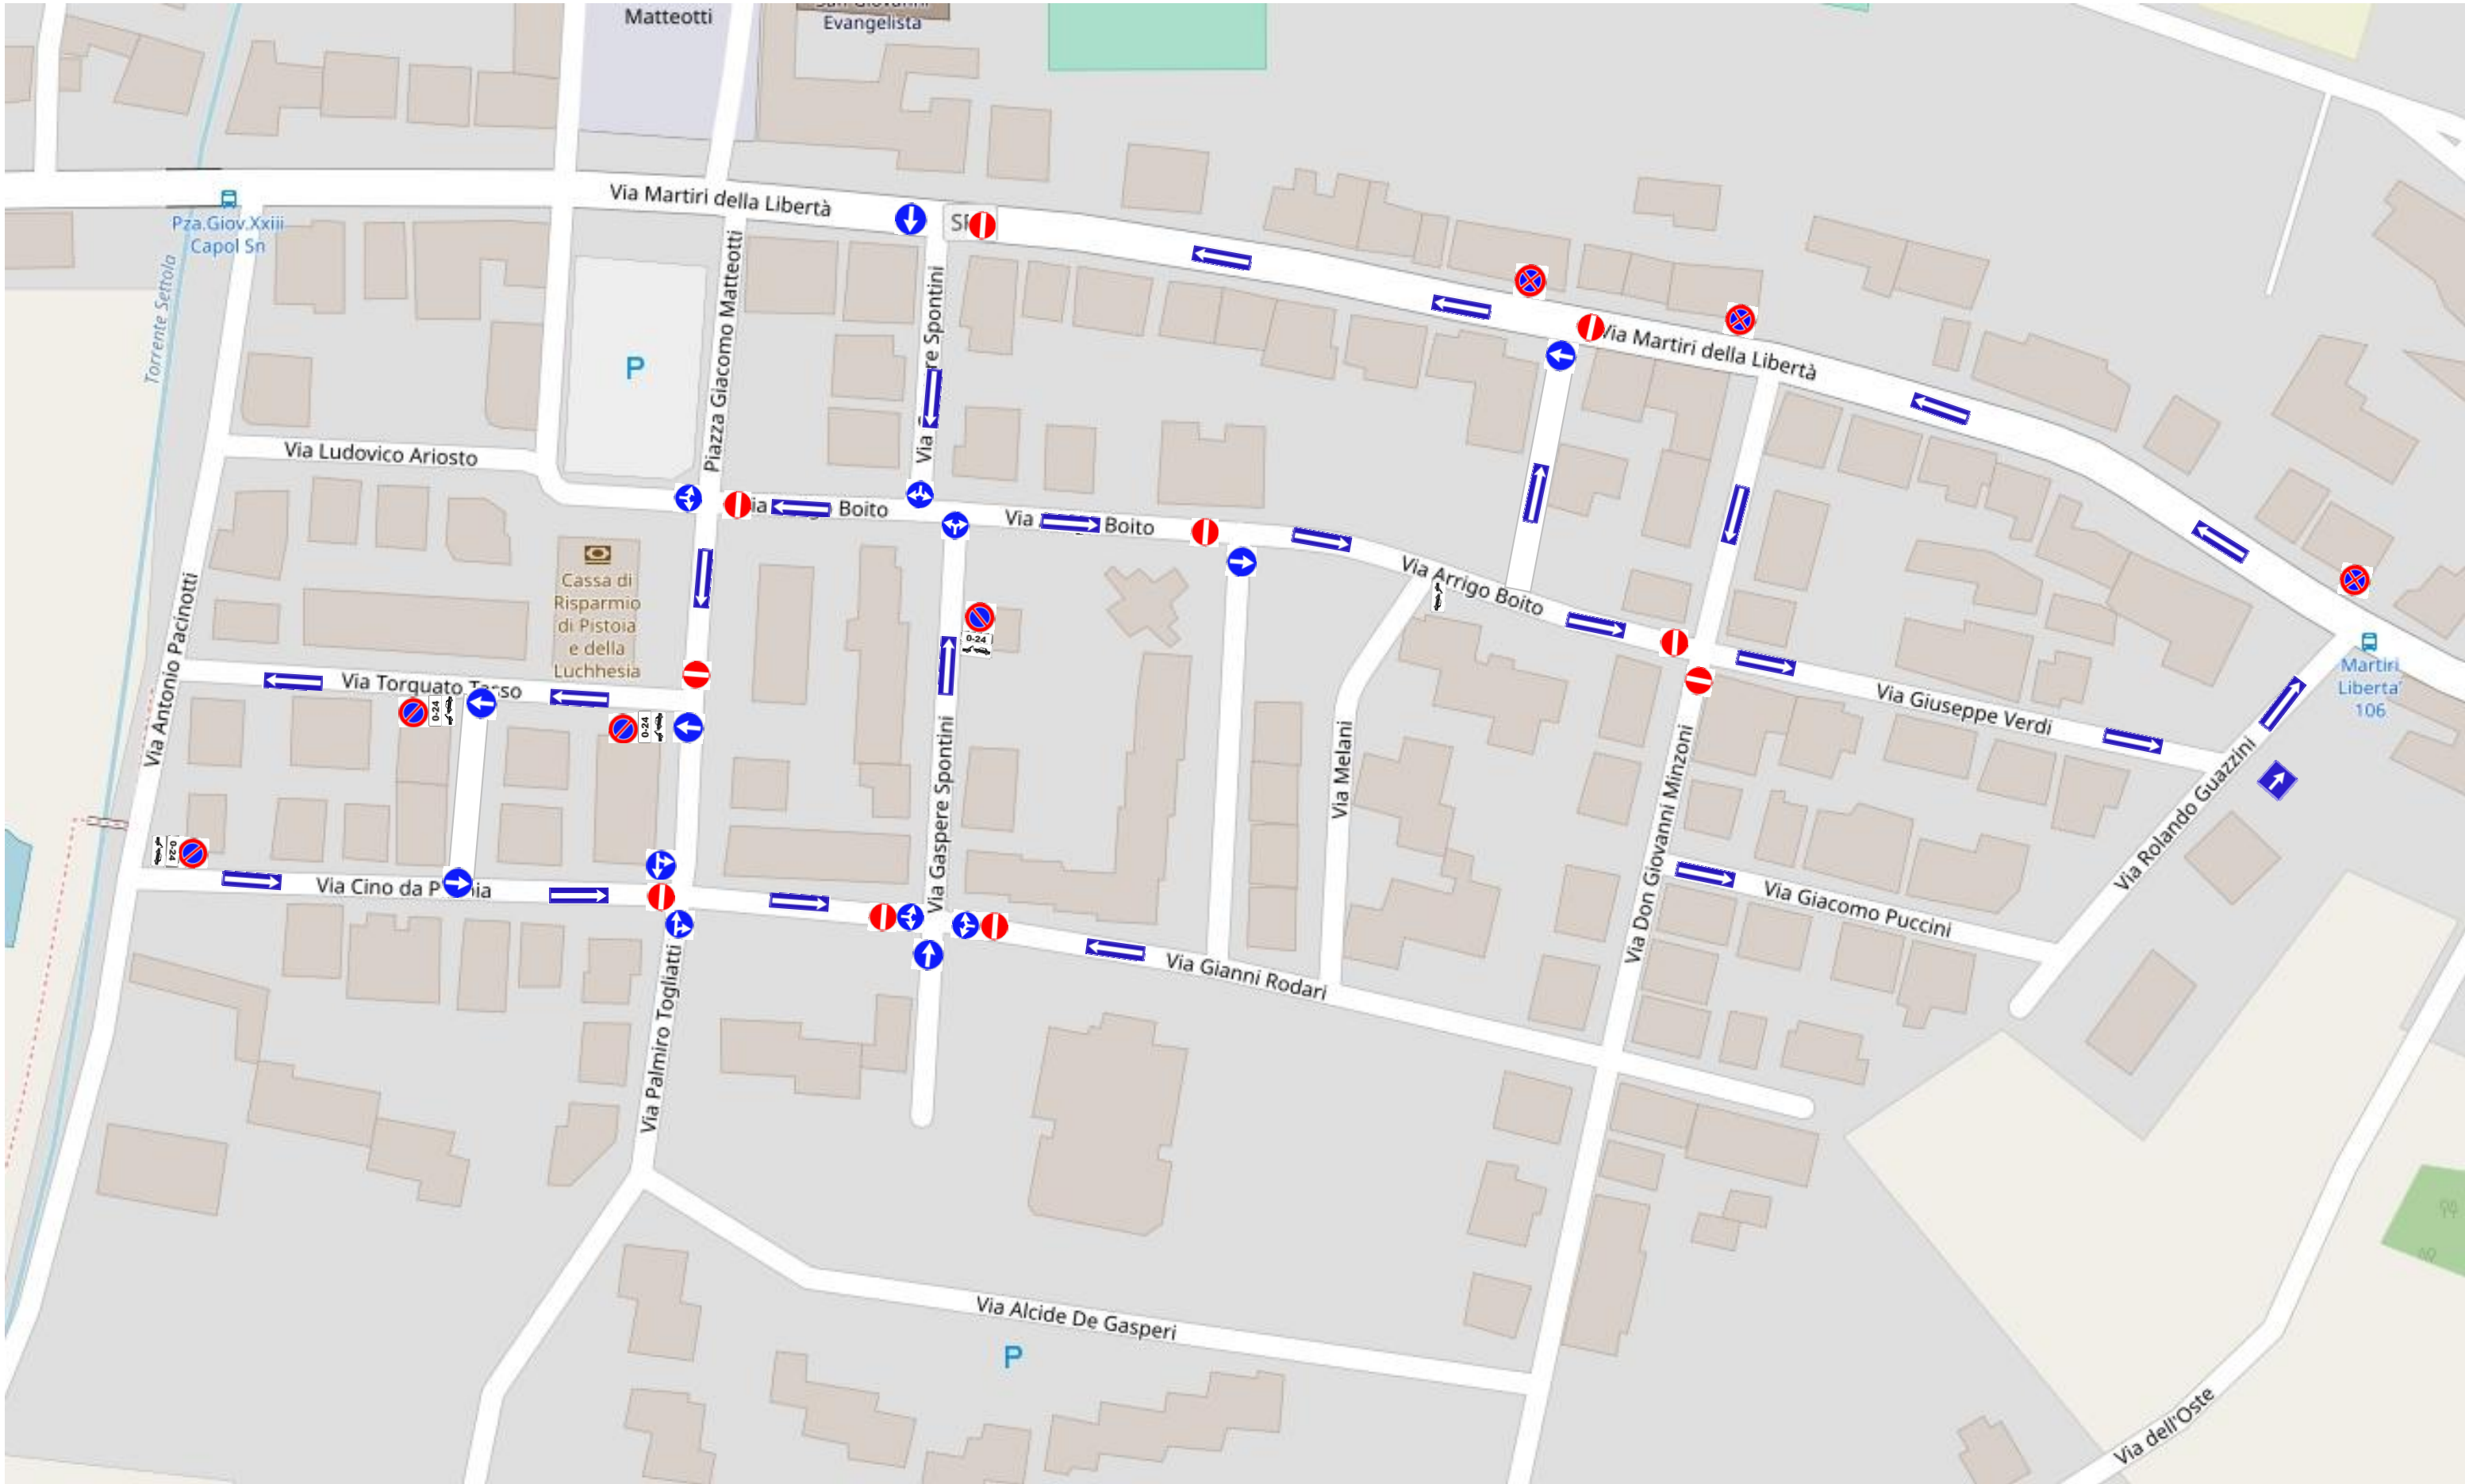 Matteotti
San Giovanni
Evangelista
Via Martiri della Libertà
Pza.Giov.Xxiii
Capol Sn
Torrente Settola
Piazza Giacomo Matteotti
P
Via Martiri della Libertà
Via Ludovico Ariosto
Boito
Via
Boito
Via Arrigo Boito
Cassa di
Risparmio
di Pistoia
e della
Luchhesia
0-24
Via Antonio Pacinotti
Via Torquato Tasso
0-24
0-24
Martiri
Liberta'
106
Via Giuseppe Verdi
Via Melani
Via Gaspere Spontini
Via Don Giovanni Minzoni
Via Rolando Guazzini
0-24
Via Cino da P
Via Giacomo Puccini
Via Gianni Rodari
Via Palmiro Togliatti
Via Alcide De Gasperi
P
Via dell'Oste